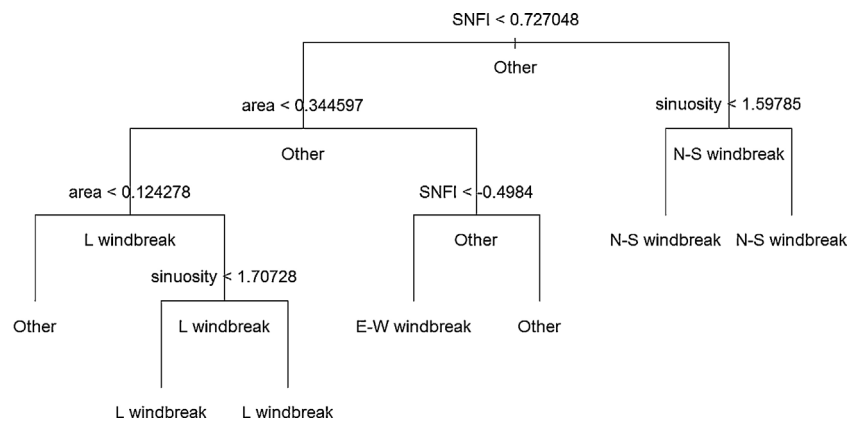 SNFI < 0.727048
Other
area < 0.344597
sinuosity < 1.59785
Other
N-S windbreak
area < 0.124278
SNFI < -0.4984
L windbreak
Other
N-S windbreak
N-S windbreak
sinuosity < 1.70728
Other
L windbreak
E-W windbreak
Other
L windbreak
L windbreak